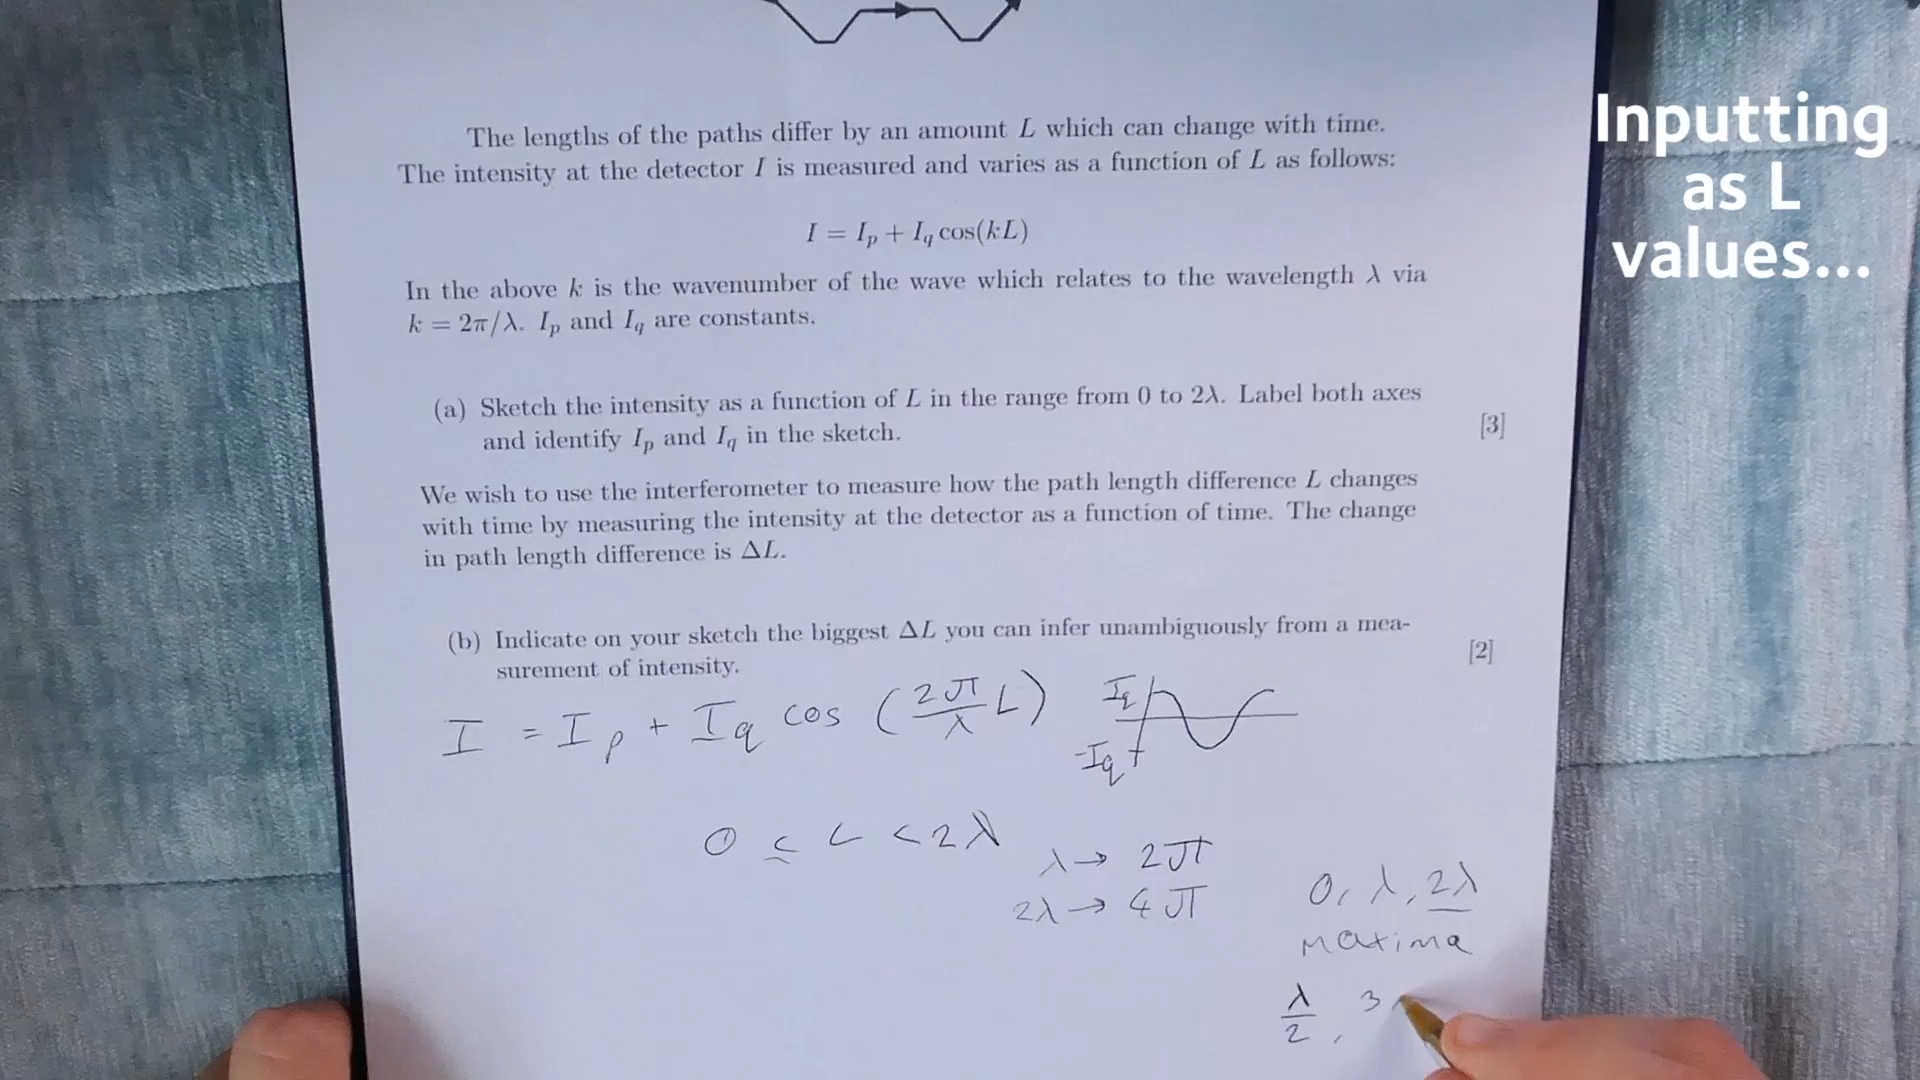 The lengths of the paths differ by an amount L which can change with time.
The intensity at the detector I is measured and varies as a function of L as follows:
I = I_p + I_q cos(kL)
In the above k is the wavenumber of the wave which relates to the wavelength λ via
k = 2π/λ. I_p and I_q are constants.
(a) Sketch the intensity as a function of L in the range from 0 to 2λ. Label both axes
and identify I_p and I_q in the sketch.
[3]
We wish to use the interferometer to measure how the path length difference L changes
with time by measuring the intensity at the detector as a function of time. The change
in path length difference is ΔL.
(b) Indicate on your sketch the biggest ΔL you can infer unambiguously from a mea-
surement of intensity.
[2]
I = I_p + I_q cos (2π/λ L)
I_q
-I_q
0 ≤ L < 2λ
λ → 2π
2λ → 4π
0, λ, 2λ
maxima
λ/2, 3
Inputting
as L
values...